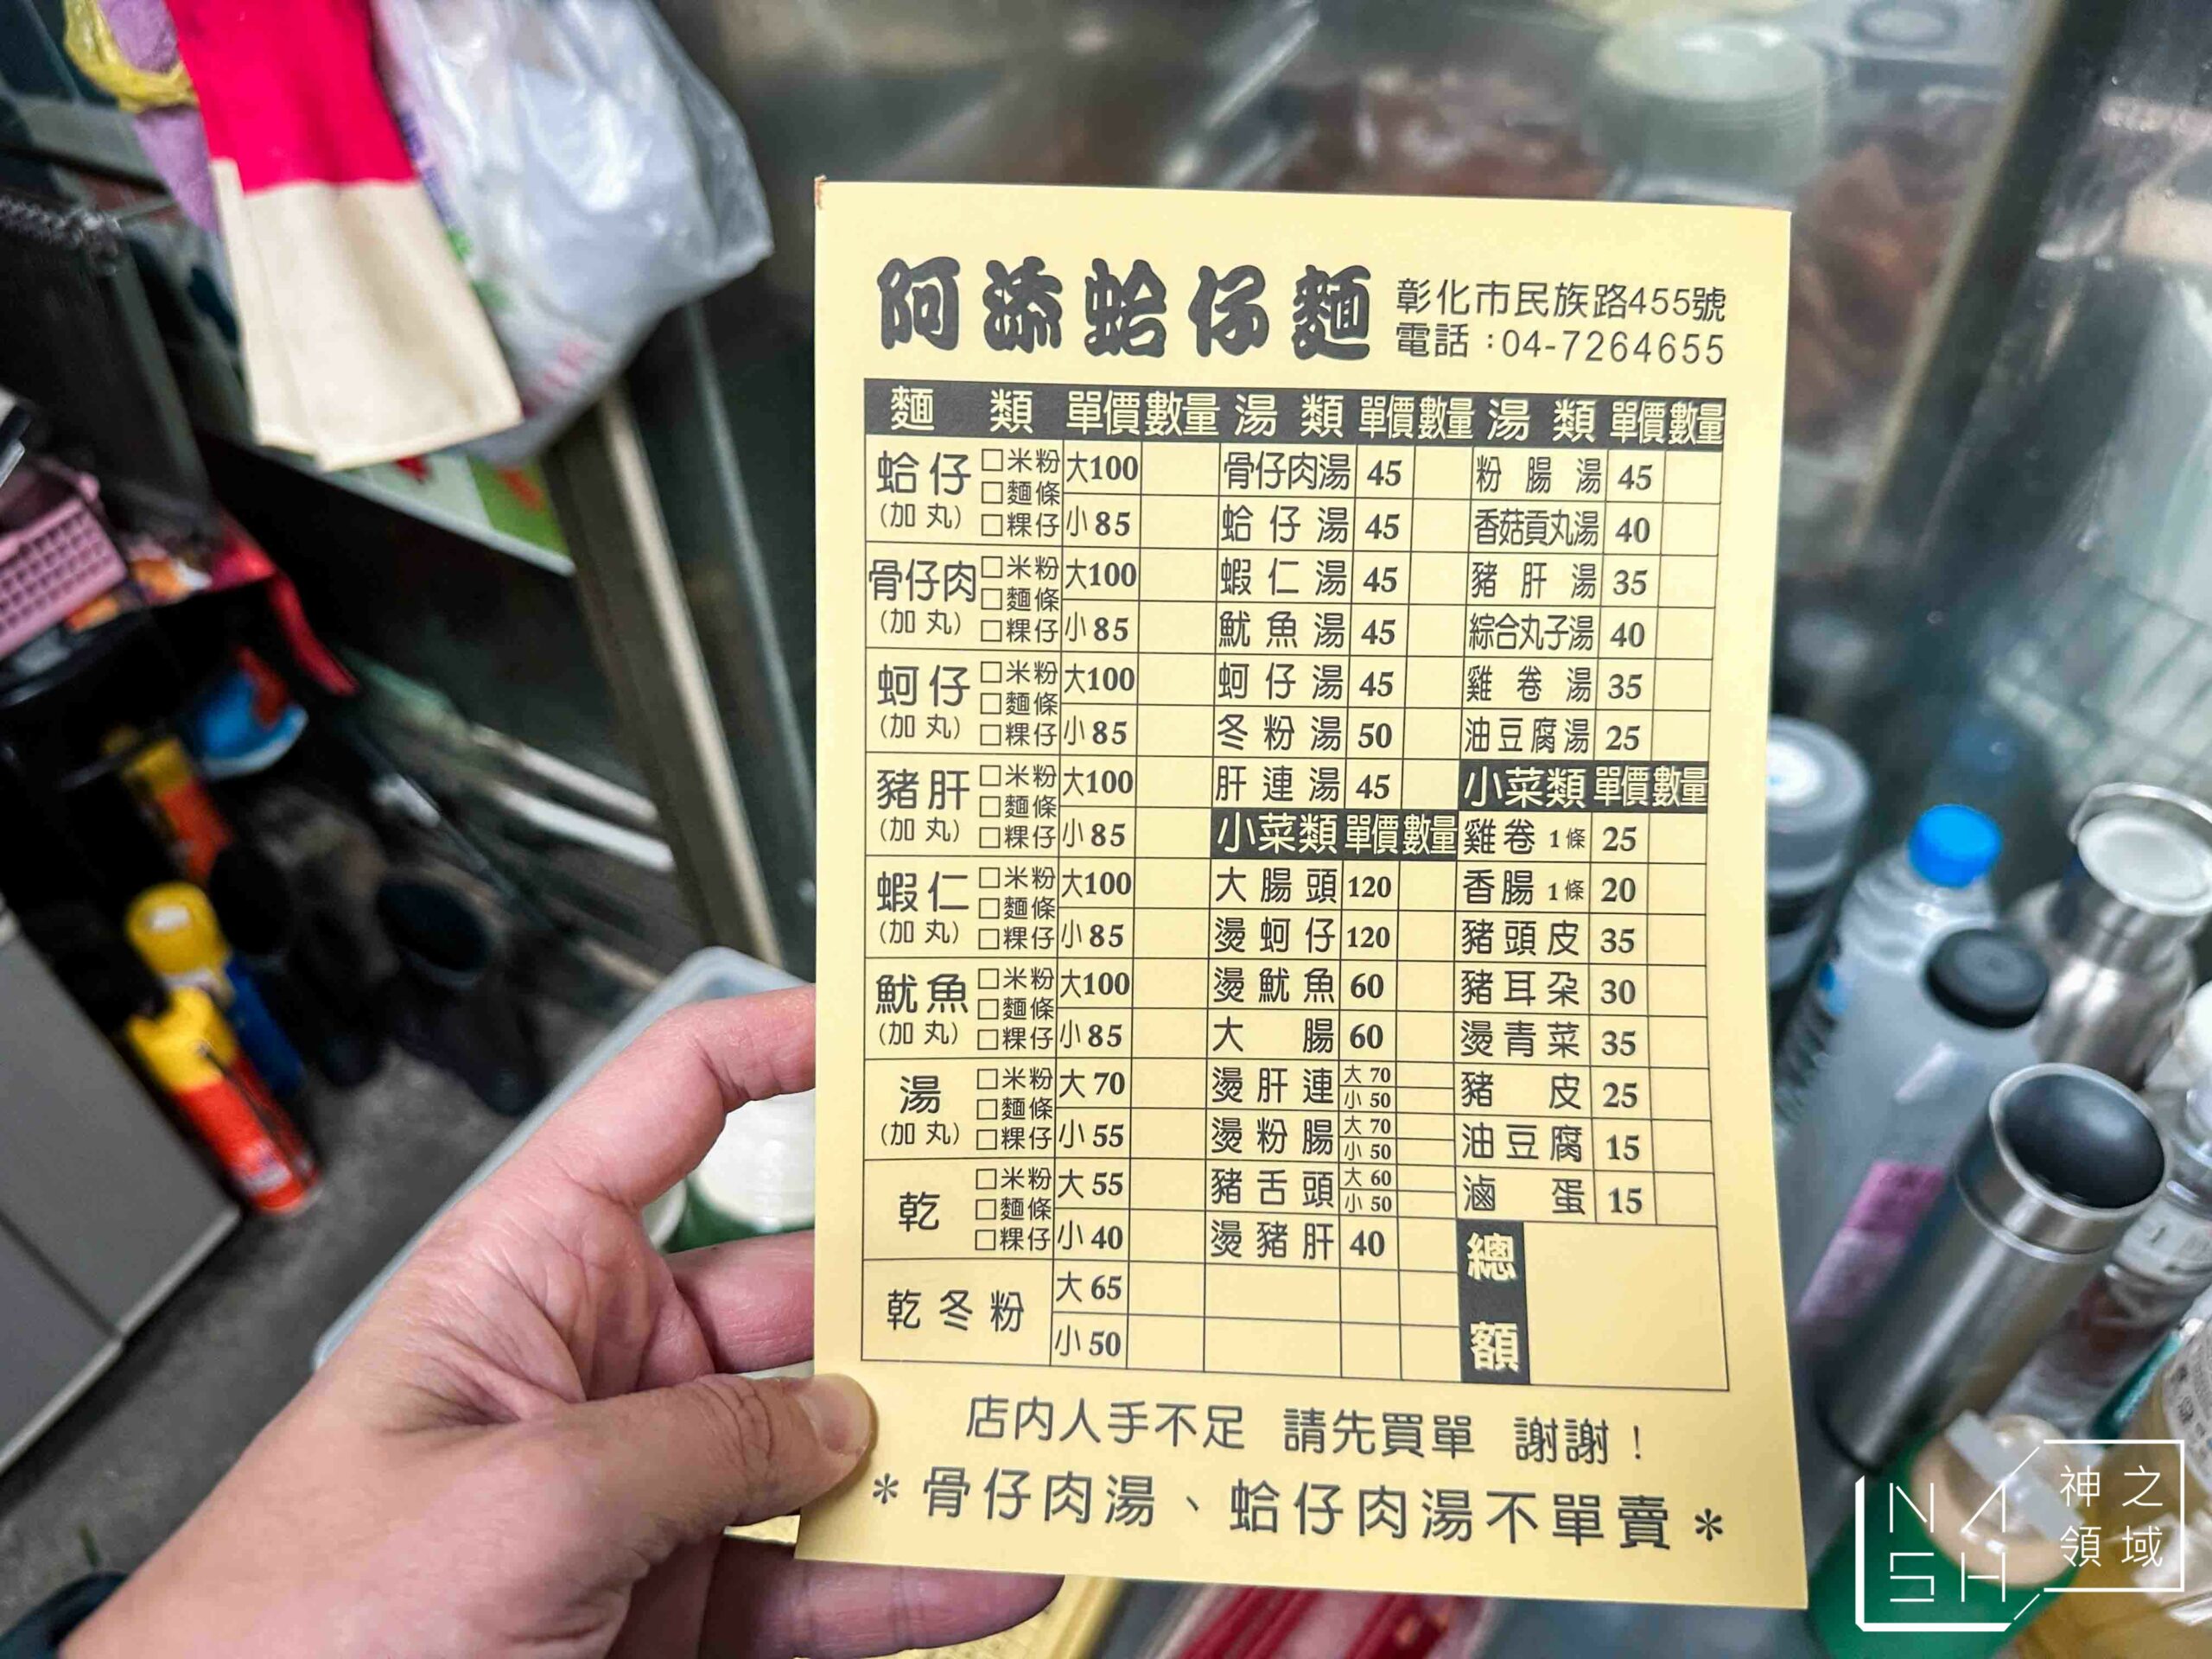 阿添蛤仔麵
彰化市民族路455號
電話:04-7264655
麵 類 單價 數量 湯 類 單價 數量 湯 類 單價 數量
蛤仔 (加丸) □米粉 □麵條 □粿仔 大100 小85
骨仔肉 (加丸) □米粉 □麵條 □粿仔 大100 小85
蚵仔 (加丸) □米粉 □麵條 □粿仔 大100 小85
豬肝 (加丸) □米粉 □麵條 □粿仔 大100 小85
蝦仁 (加丸) □米粉 □麵條 □粿仔 大100 小85
魷魚 (加丸) □米粉 □麵條 □粿仔 大100 小85
湯 (加丸) □米粉 □麵條 □粿仔 大70 小55
乾 □米粉 □麵條 □粿仔 大55 小40
乾冬粉 大65 小50
骨仔肉湯 45
蛤仔湯 45
蝦仁湯 45
魷魚湯 45
蚵仔湯 45
冬粉湯 50
肝連湯 45
小菜類 單價 數量
大腸頭 120
燙蚵仔 120
燙魷魚 60
大腸 60
燙肝連 大70 小50
燙粉腸 大70 小50
豬舌頭 大60 小50
燙豬肝 40
粉腸湯 45
香菇貢丸湯 40
豬肝湯 35
綜合丸子湯 40
雞卷湯 35
油豆腐湯 25
小菜類 單價 數量
雞卷 1條 25
香腸 1條 20
豬頭皮 35
豬耳朶 30
燙青菜 35
豬皮 25
油豆腐 15
滷蛋 15
總額
店內人手不足 請先買單 謝謝!
*骨仔肉湯、蛤仔肉湯不單賣*
NASH
神之
領域